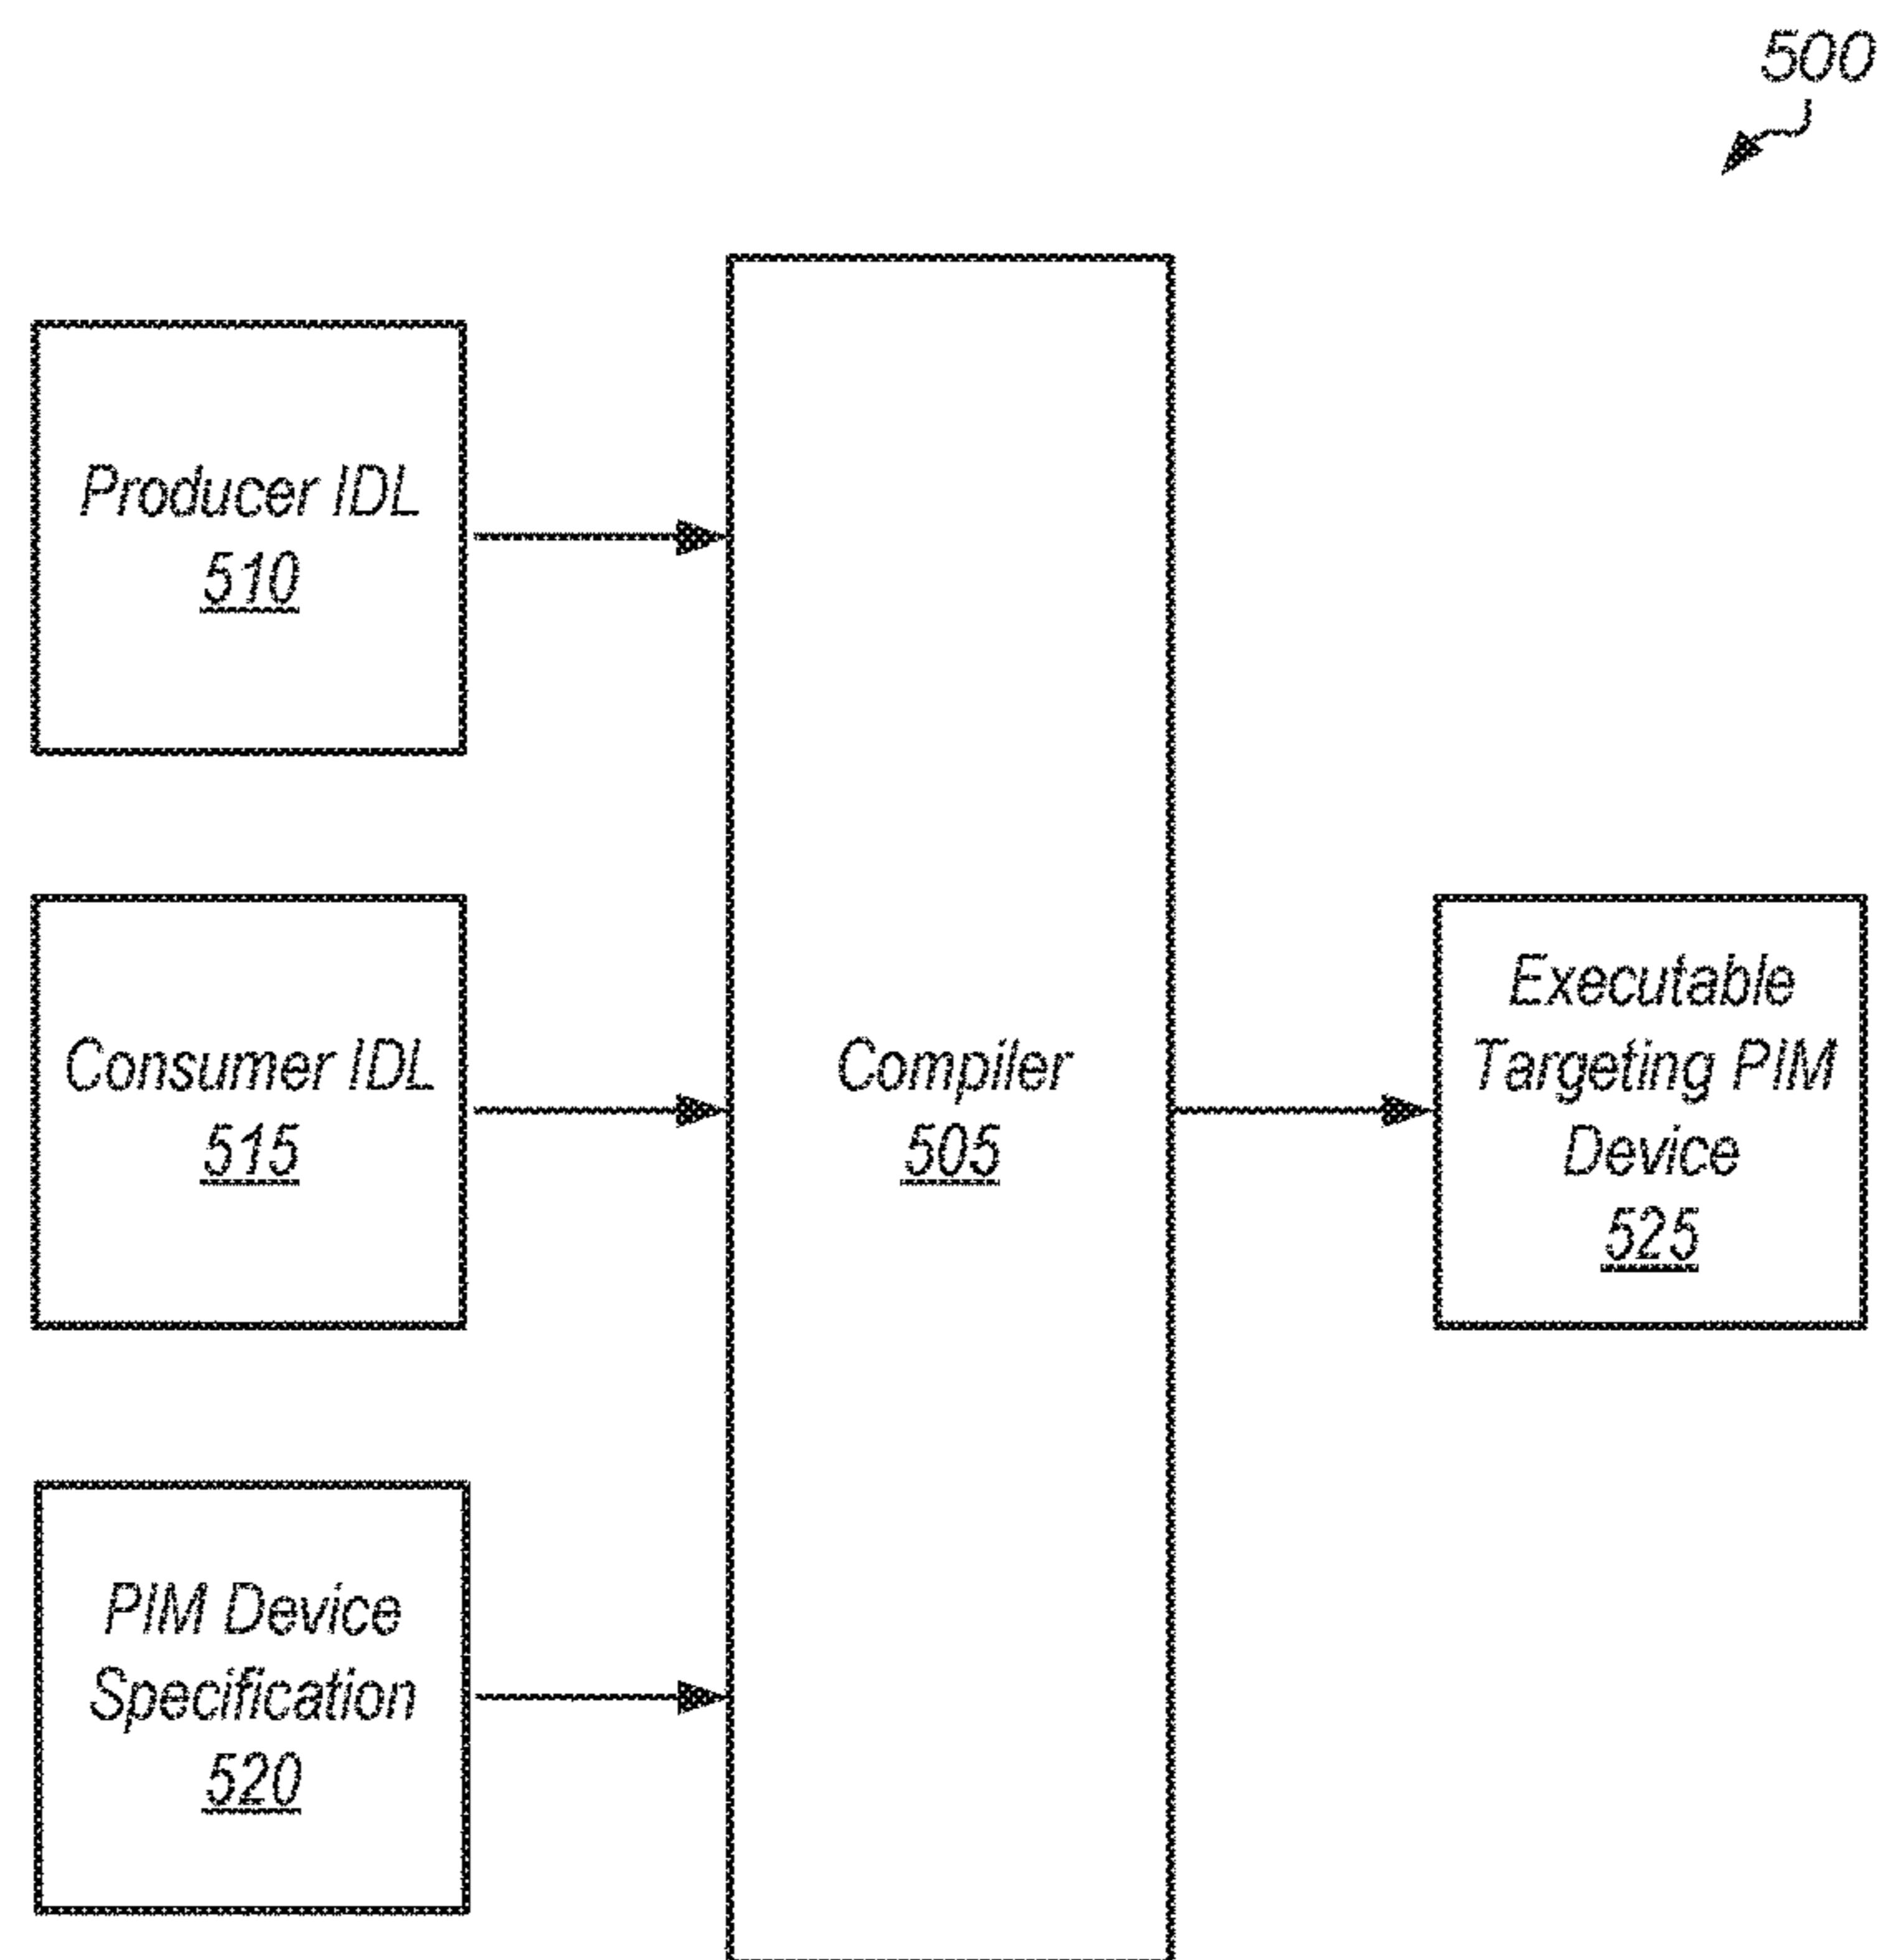 500
Producer IDL
510
Consumer IDL
515
PIM Device
Specification
520
Compiler
505
Executable
Targeting PIM
Device
525